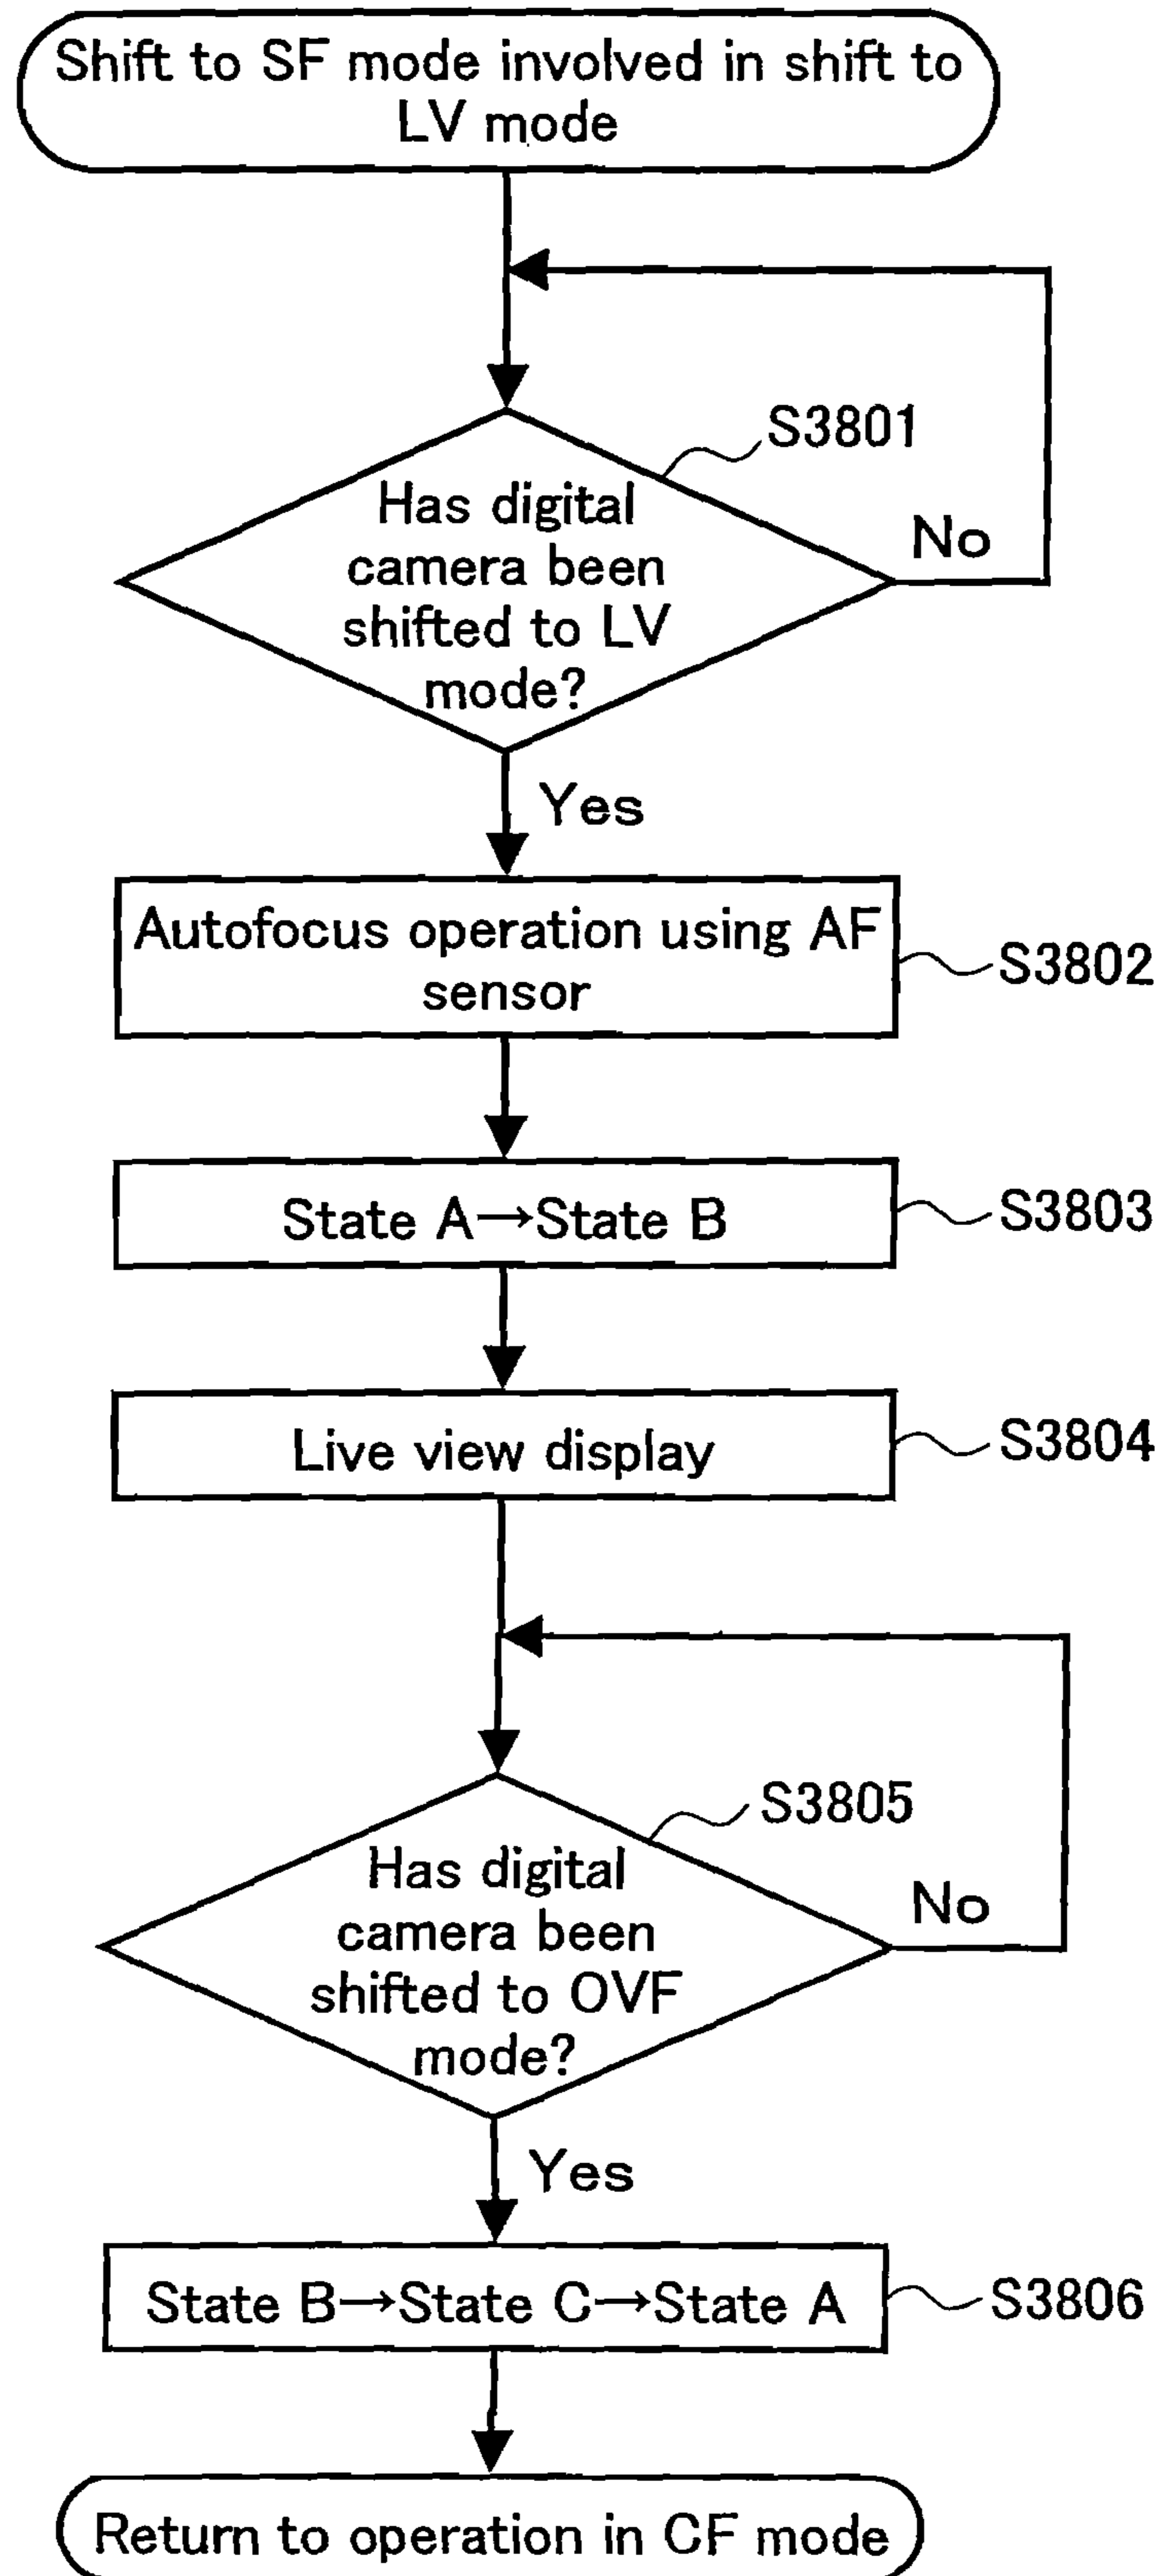 Shift to SF mode involved in shift to
LV mode
S3801
Has digital
camera been
shifted to LV
mode?
No
Yes
Autofocus operation using AF
sensor
S3802
State A→State B
S3803
Live view display
S3804
S3805
Has digital
camera been
shifted to OVF
mode?
No
Yes
State B→State C→State A
S3806
Return to operation in CF mode